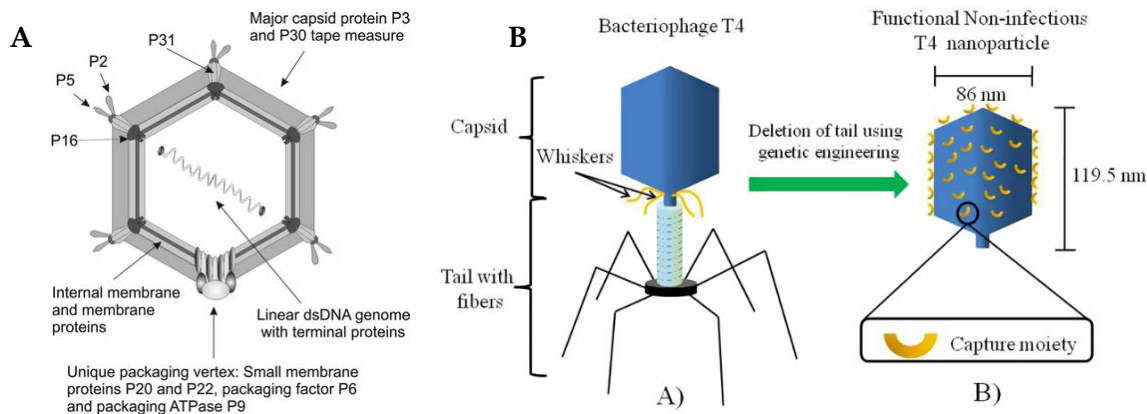 A
Major capsid protein P3
and P30 tape measure
P31
P2
P5
P16
Internal membrane
and membrane
proteins
Linear dsDNA genome
with terminal proteins
Unique packaging vertex: Small membrane
proteins P20 and P22, packaging factor P6
and packaging ATPase P9
B
Bacteriophage T4
Capsid
Whiskers
Tail with
fibers
A)
Deletion of tail using
genetic engineering
Functional Non-infectious
T4 nanoparticle
86 nm
119.5 nm
Capture moiety
B)